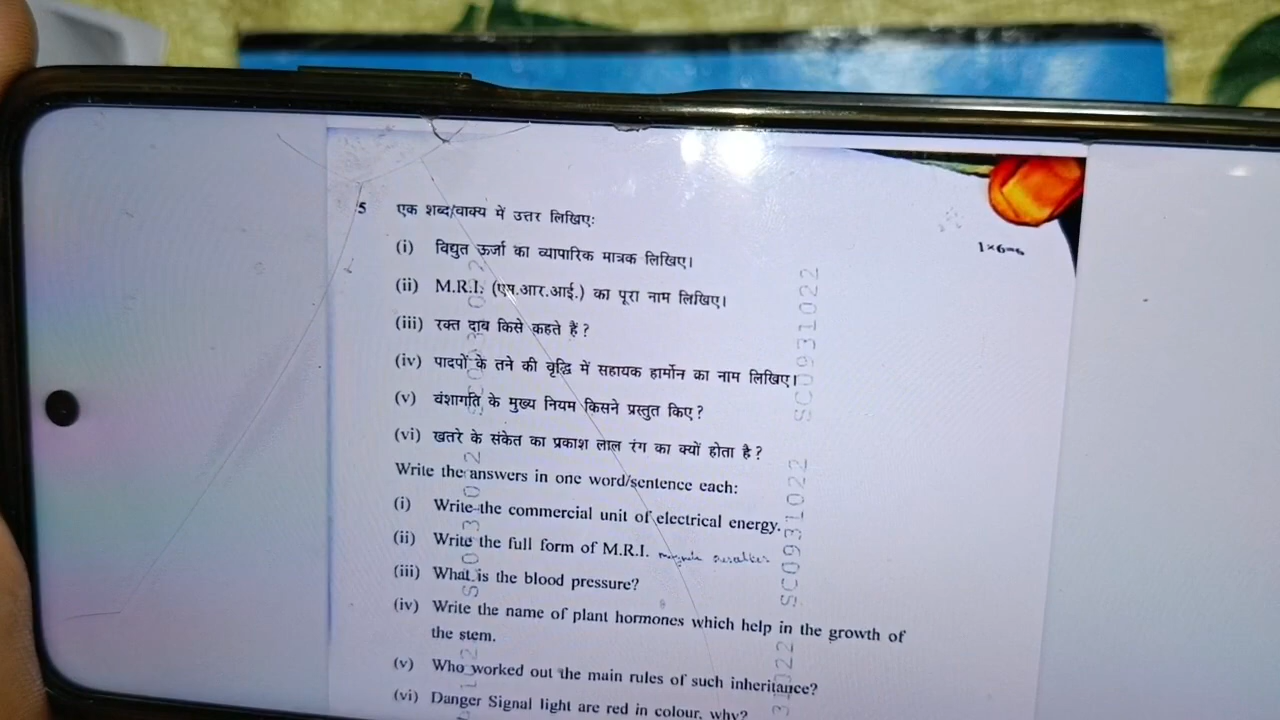 5 एक शब्द/वाक्य में उत्तर लिखिएः
1×6=6
(i) विद्युत ऊर्जा का व्यापारिक मात्रक लिखिए।
(ii) M.R.I. (एम.आर.आई.) का पूरा नाम लिखिए।
(iii) रक्त दाब किसे कहते हैं ?
(iv) पादपों के तने की वृद्धि में सहायक हार्मोन का नाम लिखिए।
(v) वंशागति के मुख्य नियम किसने प्रस्तुत किए ?
(vi) खतरे के संकेत का प्रकाश लाल रंग का क्यों होता है ?
Write the answers in one word/sentence each:
(i) Write the commercial unit of electrical energy.
(ii) Write the full form of M.R.I.
(iii) What is the blood pressure?
(iv) Write the name of plant hormones which help in the growth of
the stem.
(v) Who worked out the main rules of such inheritance?
(vi) Danger Signal light are red in colour, why?
SC0931022
SC0931022